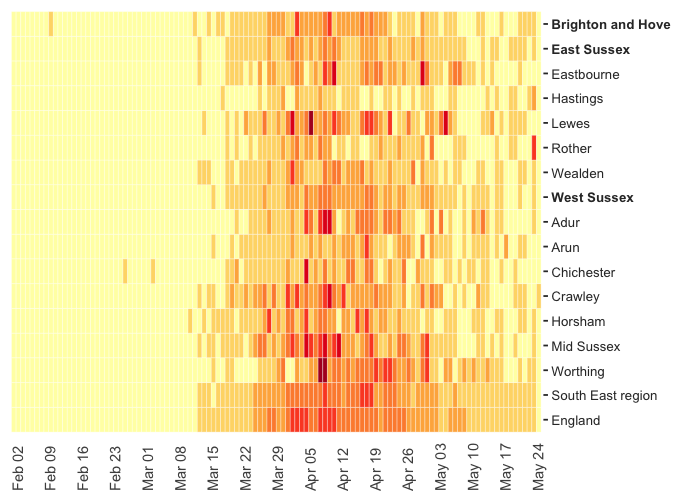 Brighton and Hove
East Sussex
Eastbourne
Hastings
Lewes
Rother
Wealden
West Sussex
Adur
Arun
Chichester
Crawley
Horsham
Mid Sussex
Worthing
South East region
England
Feb 02
Feb 09
Feb 16
Feb 23
Mar 01
Mar 08
Mar 15
Mar 22
Mar 29
Apr 05
Apr 12
Apr 19
Apr 26
May 03
May 10
May 17
May 24